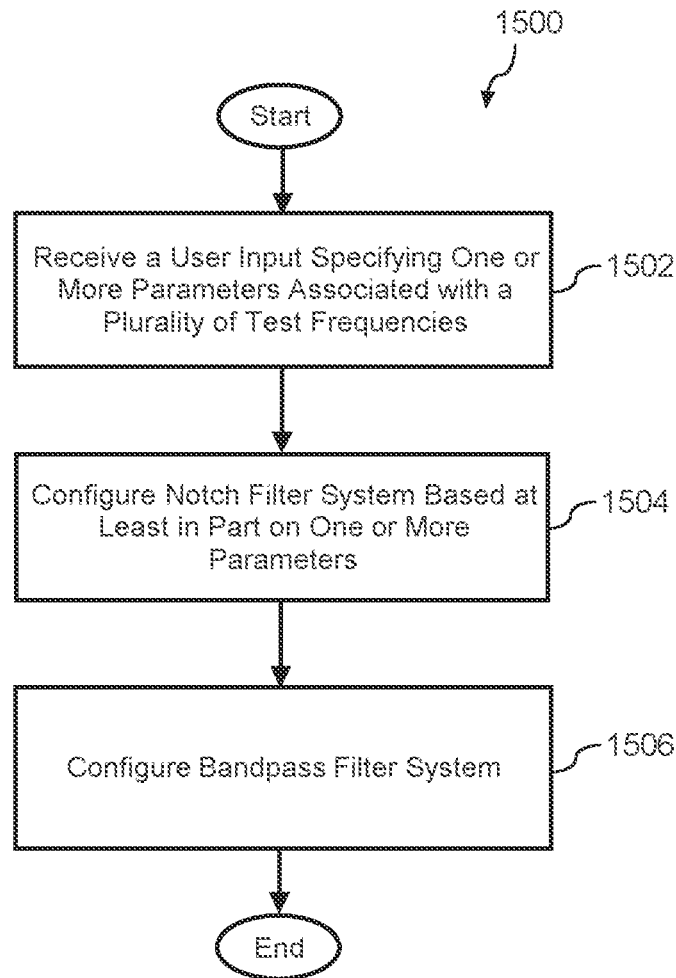 1500
Start
Receive a User Input Specifying One or
More Parameters Associated with a
Plurality of Test Frequencies
1502
Configure Notch Filter System Based at
Least in Part on One or More
Parameters
1504
Configure Bandpass Filter System
1506
End